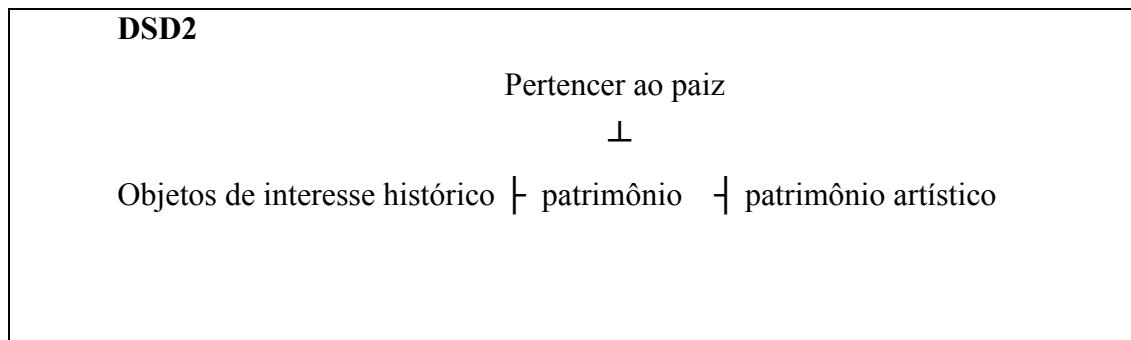 DSD2
Pertencer ao paiz
┴
Objetos de interesse histórico ├ patrimônio ┤ patrimônio artístico